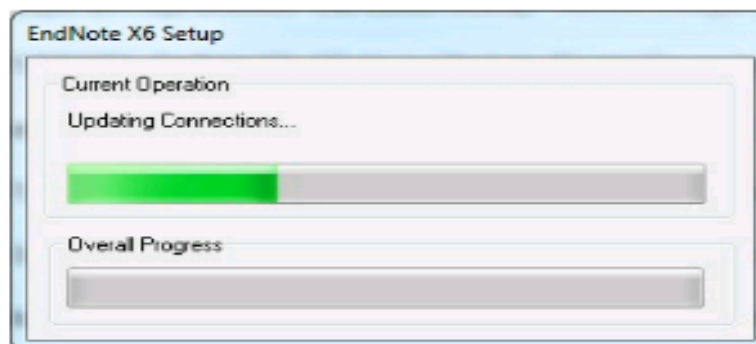 EndNote X6 Setup
Current Operation
Updating Connections...
Overall Progress